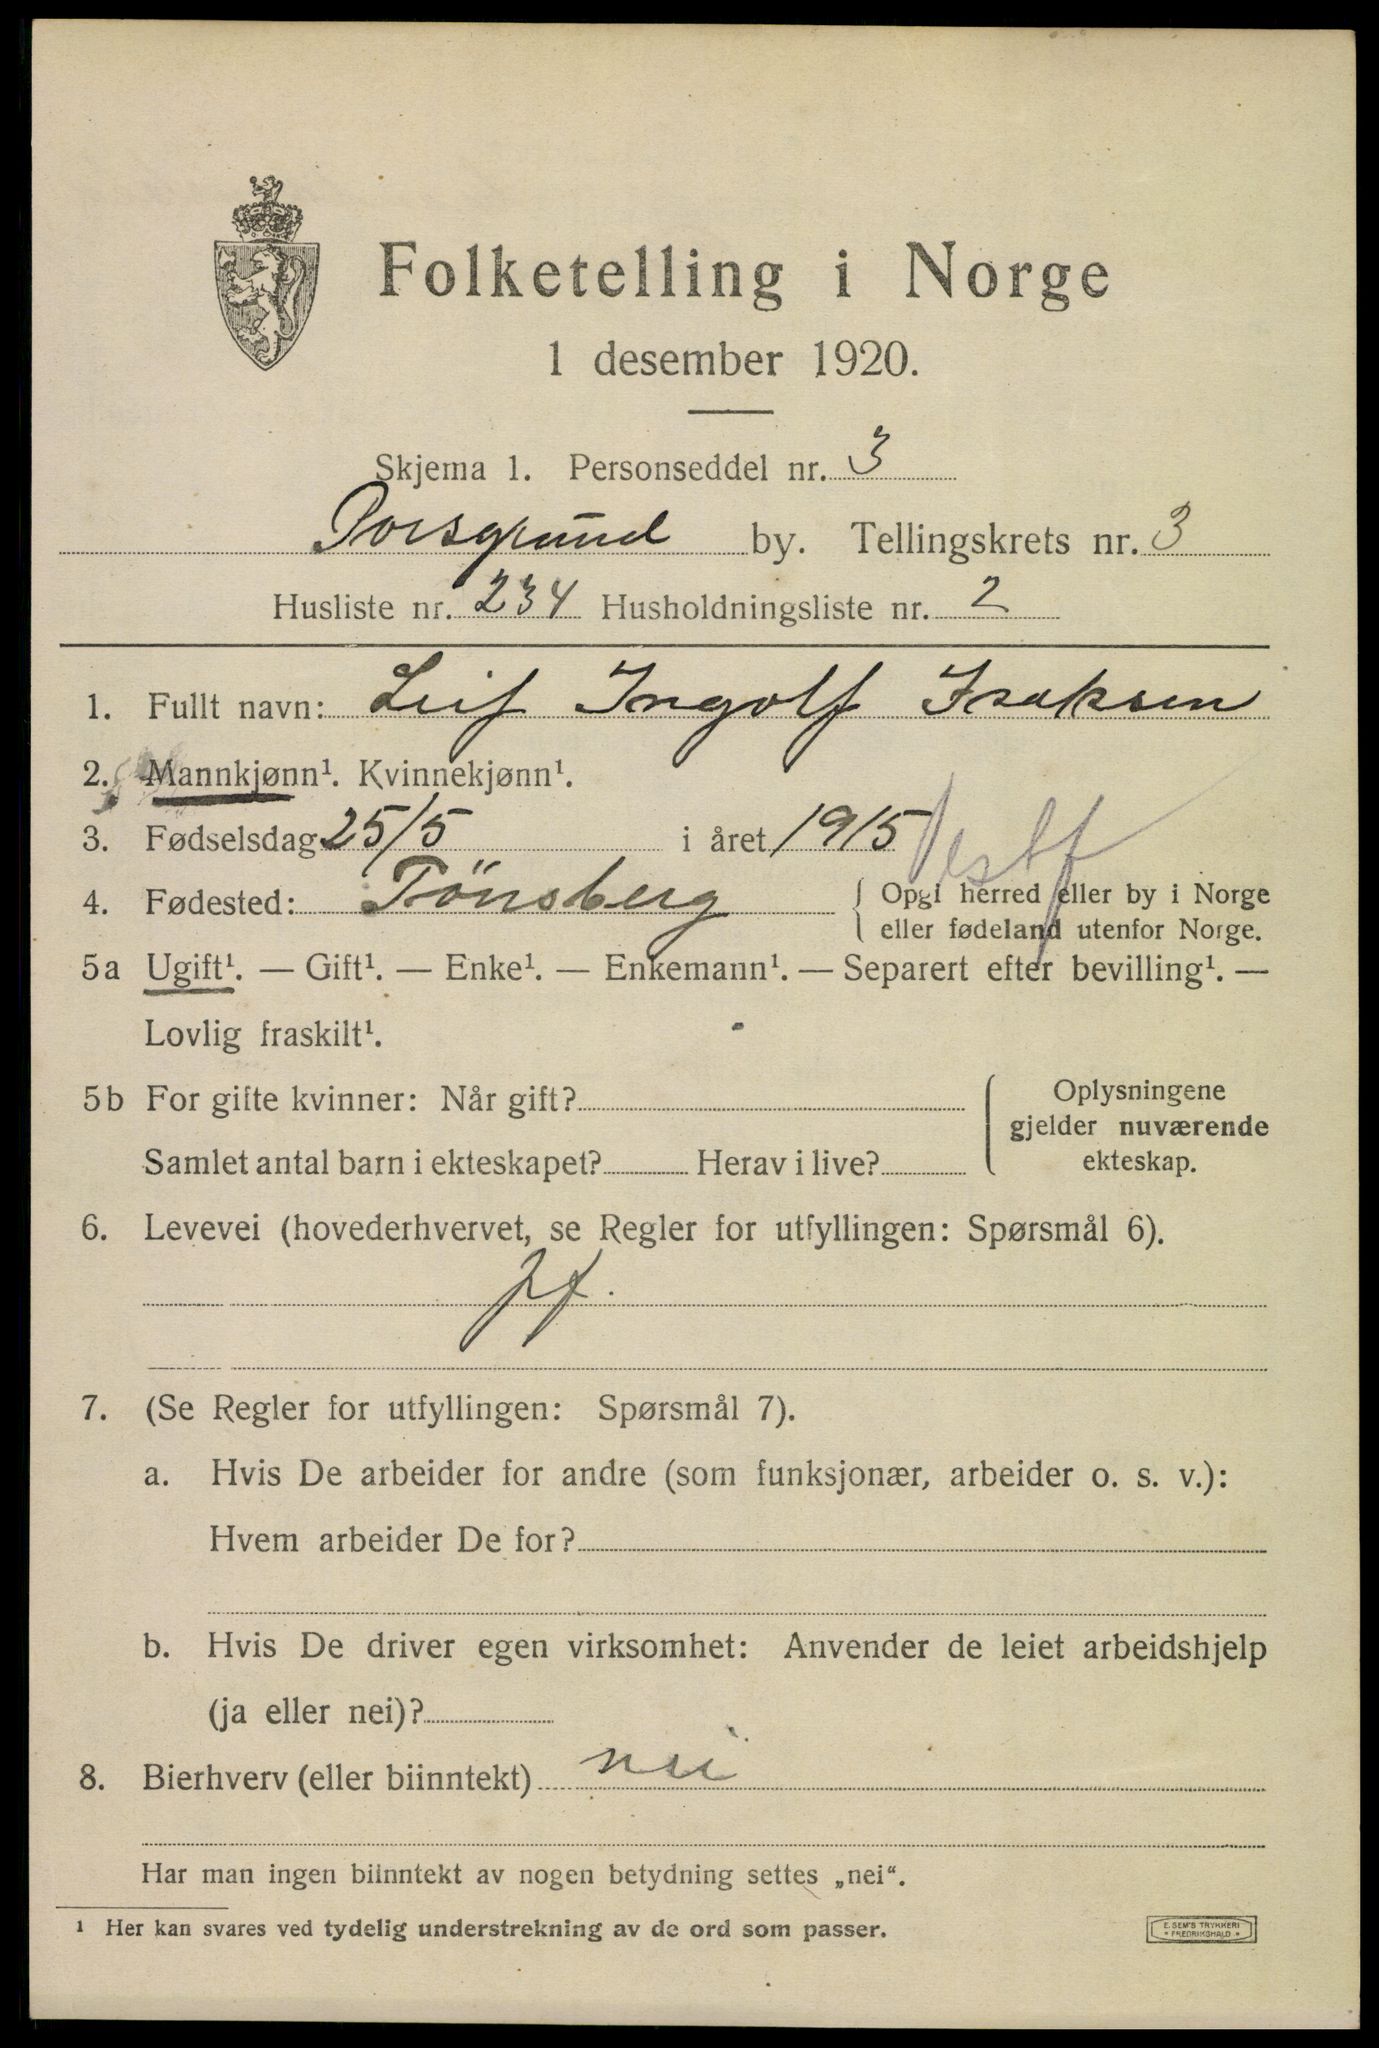 Folketelling i Norge
1 desember 1920.
Skjema 1. Personseddel nr. 3
Porsgrund by. Tellingskrets nr. 3
Husliste nr. 234 Husholdningsliste nr. 2
1. Fullt navn: Leif Ingolf Isaksen
2. Mannkjønn¹. Kvinnekjønn¹.
3. Fødselsdag 25/5 i året 1915
Vestf
4. Fødested: Tönsberg { Opgi herred eller by i Norge
eller fødeland utenfor Norge.
5a Ugift¹. — Gift¹. — Enke¹. — Enkemann¹. — Separert efter bevilling¹. —
Lovlig fraskilt¹.
5b For gifte kvinner: Når gift?
Samlet antal barn i ekteskapet? Herav i live?
{ Oplysningene
gjelder nuværende
ekteskap.
6. Levevei (hovederhvervet, se Regler for utfyllingen: Spørsmål 6).
7. (Se Regler for utfyllingen: Spørsmål 7).
a. Hvis De arbeider for andre (som funksjonær, arbeider o. s. v.):
Hvem arbeider De for?
b. Hvis De driver egen virksomhet: Anvender de leiet arbeidshjelp
(ja eller nei)?
8. Bierhverv (eller biinntekt) nei
Har man ingen biinntekt av nogen betydning settes „nei“.
¹ Her kan svares ved tydelig understrekning av de ord som passer.
E. SEM'S TRYKKERI
* FREDRIKSHALD *